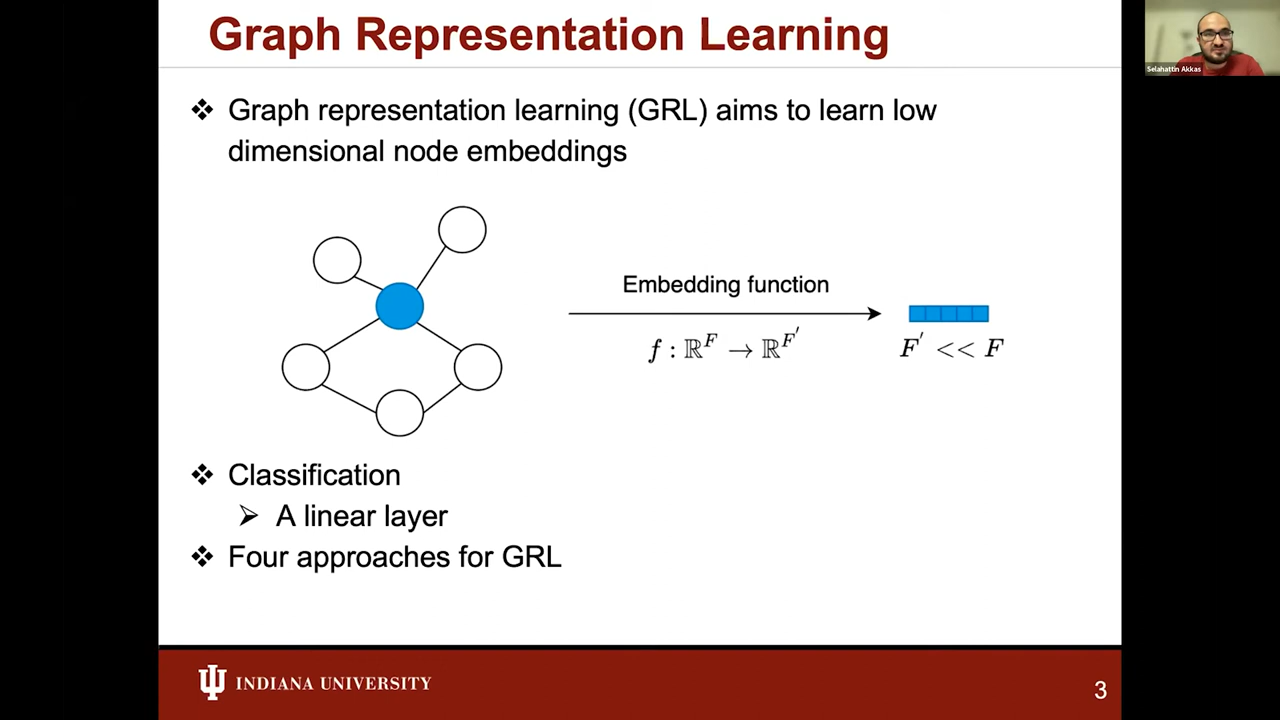 Graph Representation Learning
Selahattin Akkas
❖ Graph representation learning (GRL) aims to learn low
dimensional node embeddings
Embedding function
f : ℝ^F → ℝ^F'
F' << F
❖ Classification
➢ A linear layer
❖ Four approaches for GRL
INDIANA UNIVERSITY
3